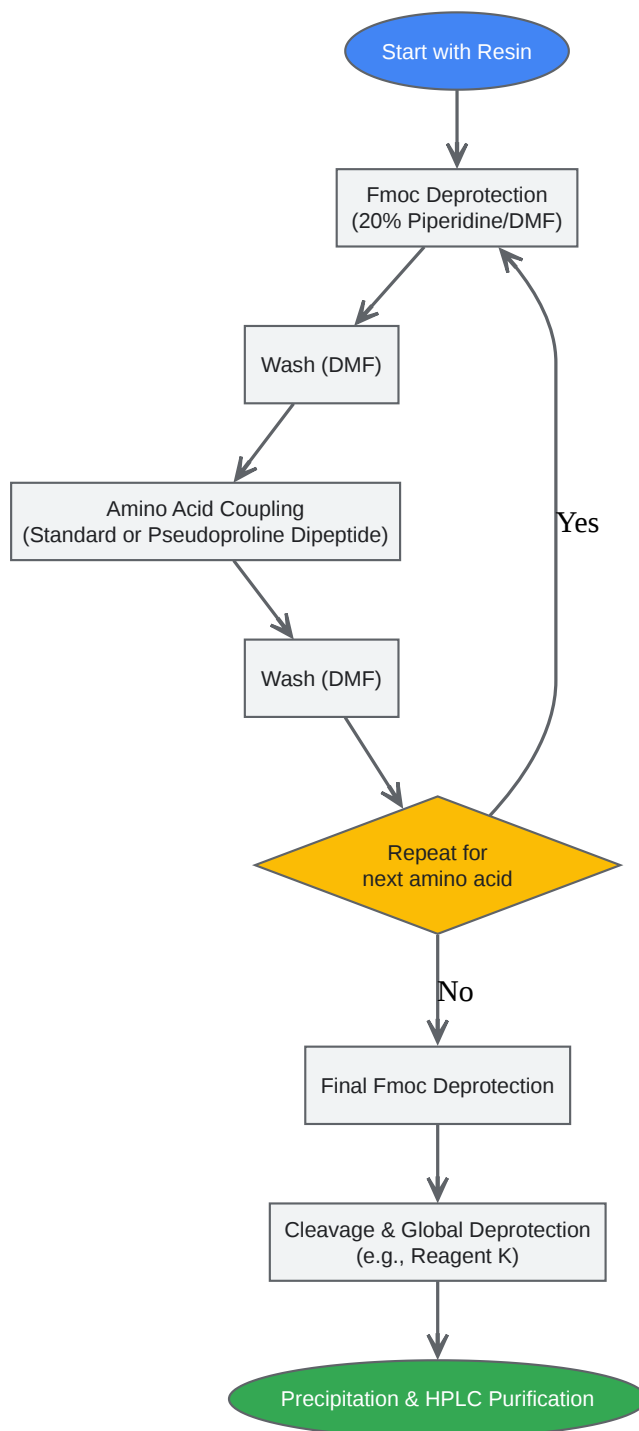 Start with Resin
Fmoc Deprotection
(20% Piperidine/DMF)
Wash (DMF)
Amino Acid Coupling
(Standard or Pseudoproline Dipeptide)
Yes
Wash (DMF)
Repeat for
next amino acid
No
Final Fmoc Deprotection
Cleavage & Global Deprotection
(e.g., Reagent K)
Precipitation & HPLC Purification